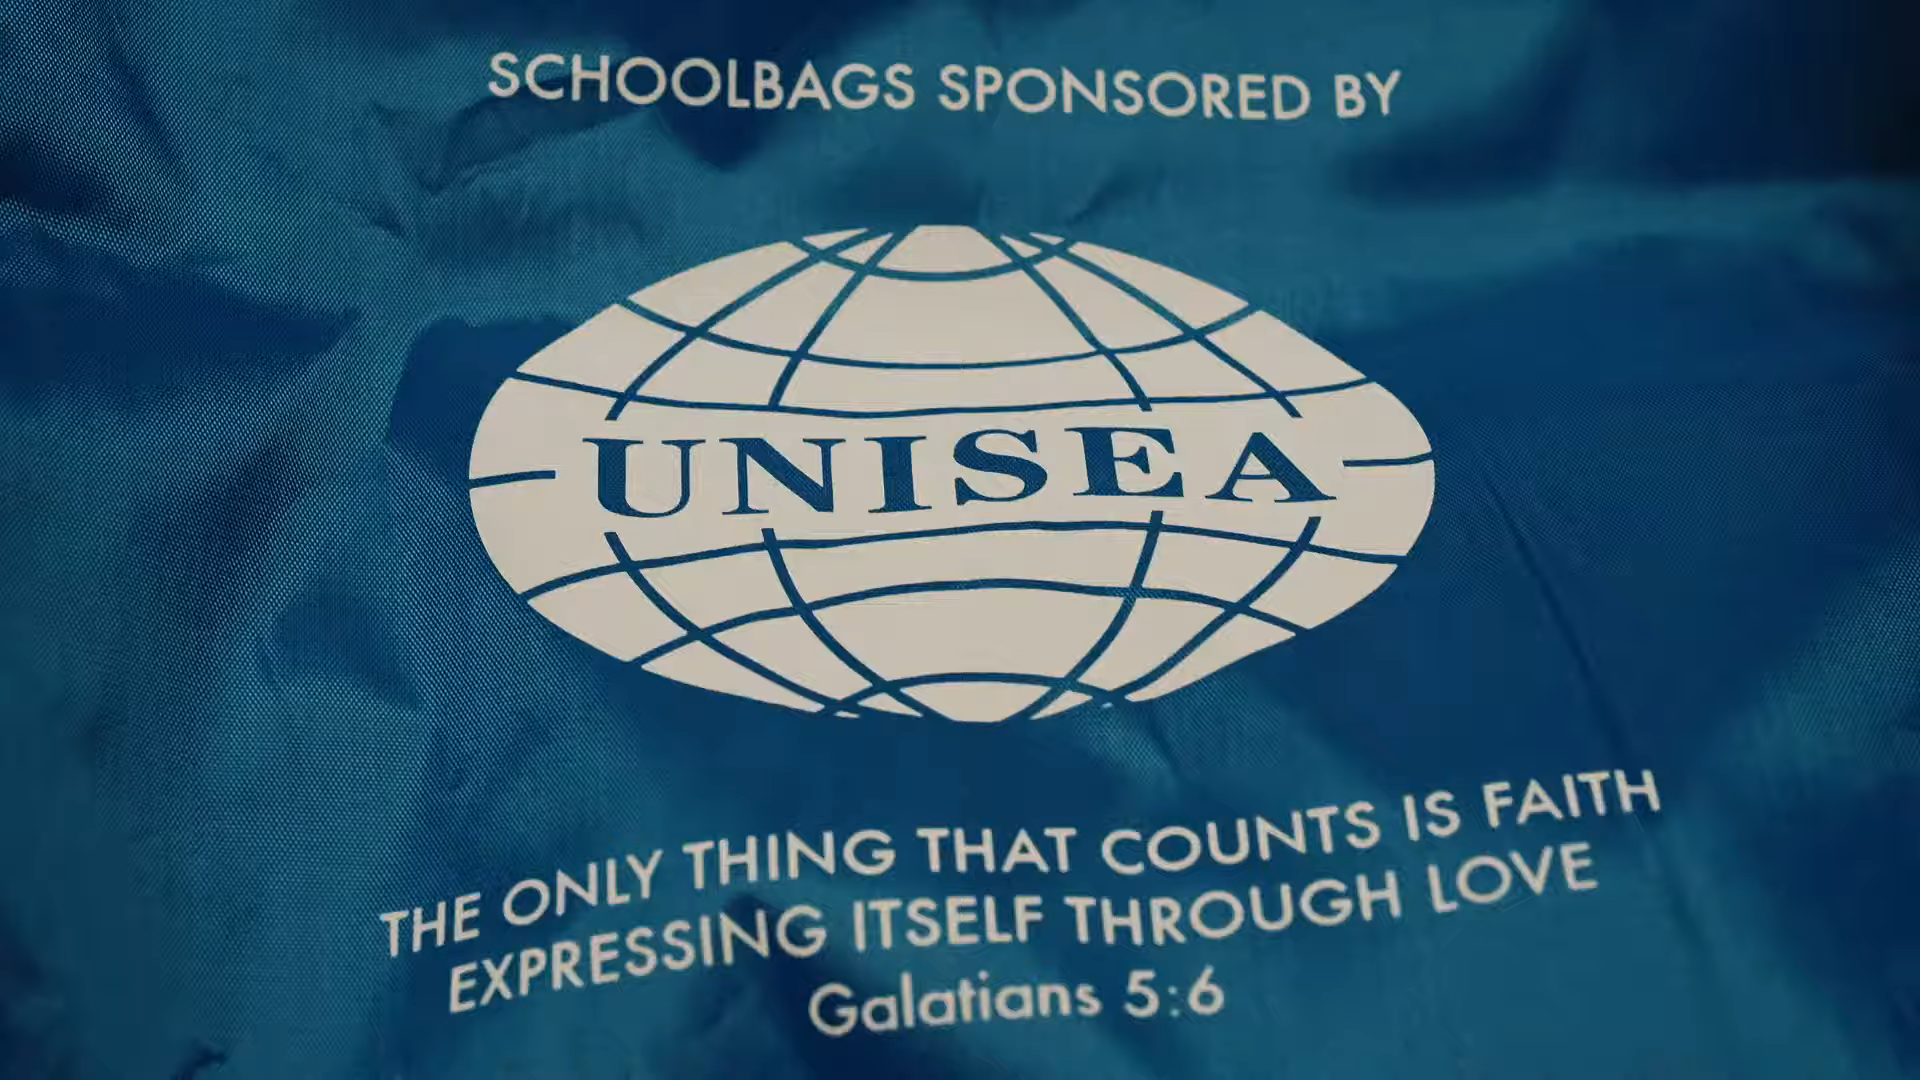 SCHOOLBAGS SPONSORED BY
UNISEA
THE ONLY THING THAT COUNTS IS FAITH
EXPRESSING ITSELF THROUGH LOVE
Galatians 5:6